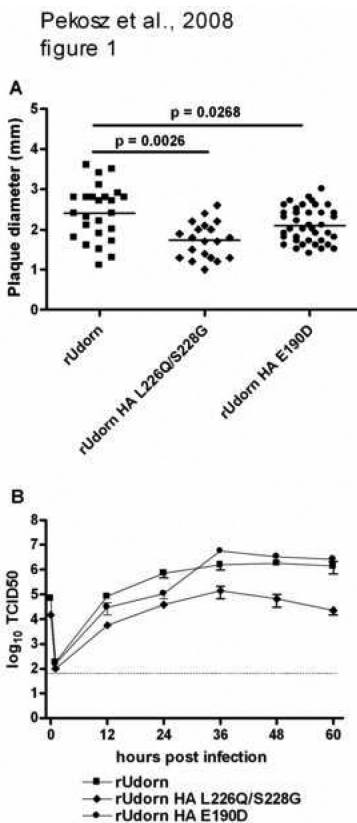 Pekosz et al., 2008
figure 1
A
p = 0.0268
p = 0.0026
Plaque diameter (mm)
5
4
3
2
1
0
rUdorn
rUdorn HA L226Q/S228G
rUdorn HA E190D
B
log10 TCID50
8
7
6
5
4
3
2
1
0
0 12 24 36 48 60
hours post infection
rUdorn
rUdorn HA L226Q/S228G
rUdorn HA E190D